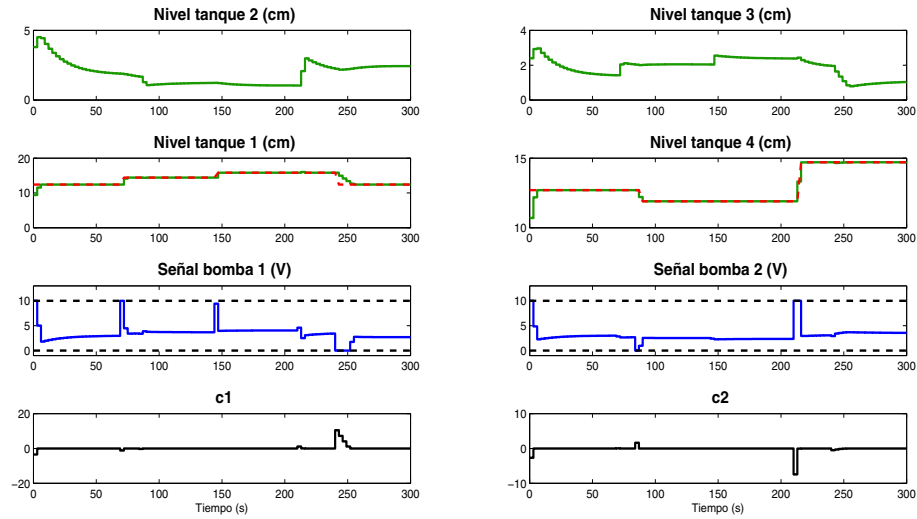 Nivel tanque 2 (cm)
5
0
0 50 100 150 200 250 300
Nivel tanque 3 (cm)
4
2
0
0 50 100 150 200 250 300
Nivel tanque 1 (cm)
20
10
0
0 50 100 150 200 250 300
Nivel tanque 4 (cm)
15
10
0 50 100 150 200 250 300
Señal bomba 1 (V)
10
5
0
0 50 100 150 200 250 300
Señal bomba 2 (V)
10
5
0
0 50 100 150 200 250 300
c1
20
0
−20
0 50 100 150 200 250 300
Tiempo (s)
c2
10
0
−10
0 50 100 150 200 250 300
Tiempo (s)